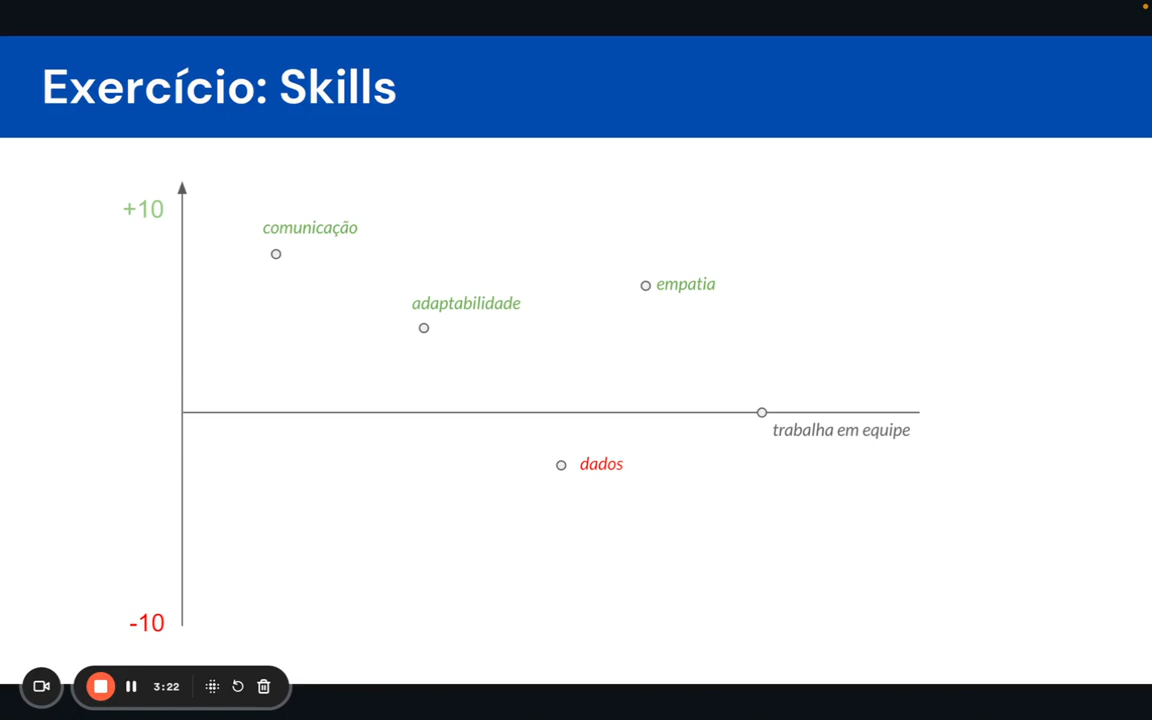 Exercício: Skills
+10
comunicação
empatia
adaptabilidade
trabalha em equipe
dados
-10
3:22